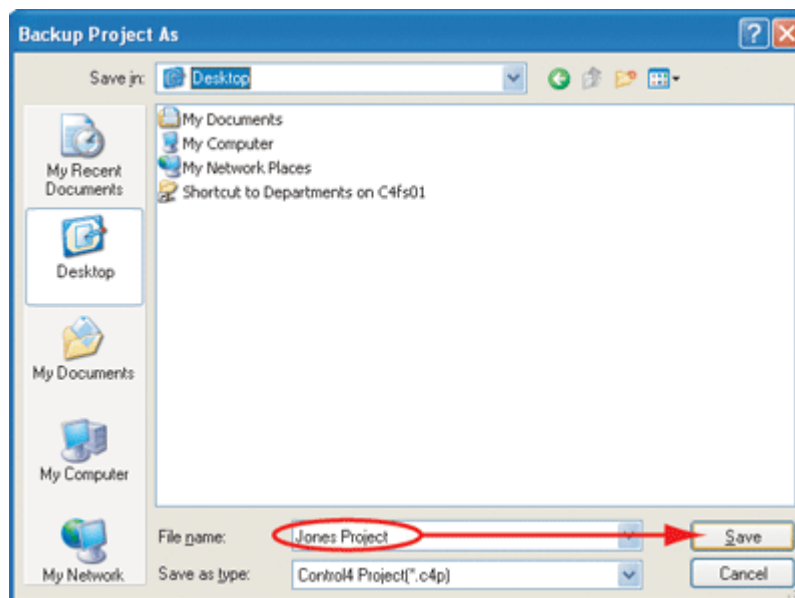 Backup Project As
Save in:
Desktop
My Recent
Documents
Desktop
My Documents
My Computer
My Network
My Documents
My Computer
My Network Places
Shortcut to Departments on C4fs01
File name:
Jones Project
Save
Save as type:
Control4 Project(*.c4p)
Cancel